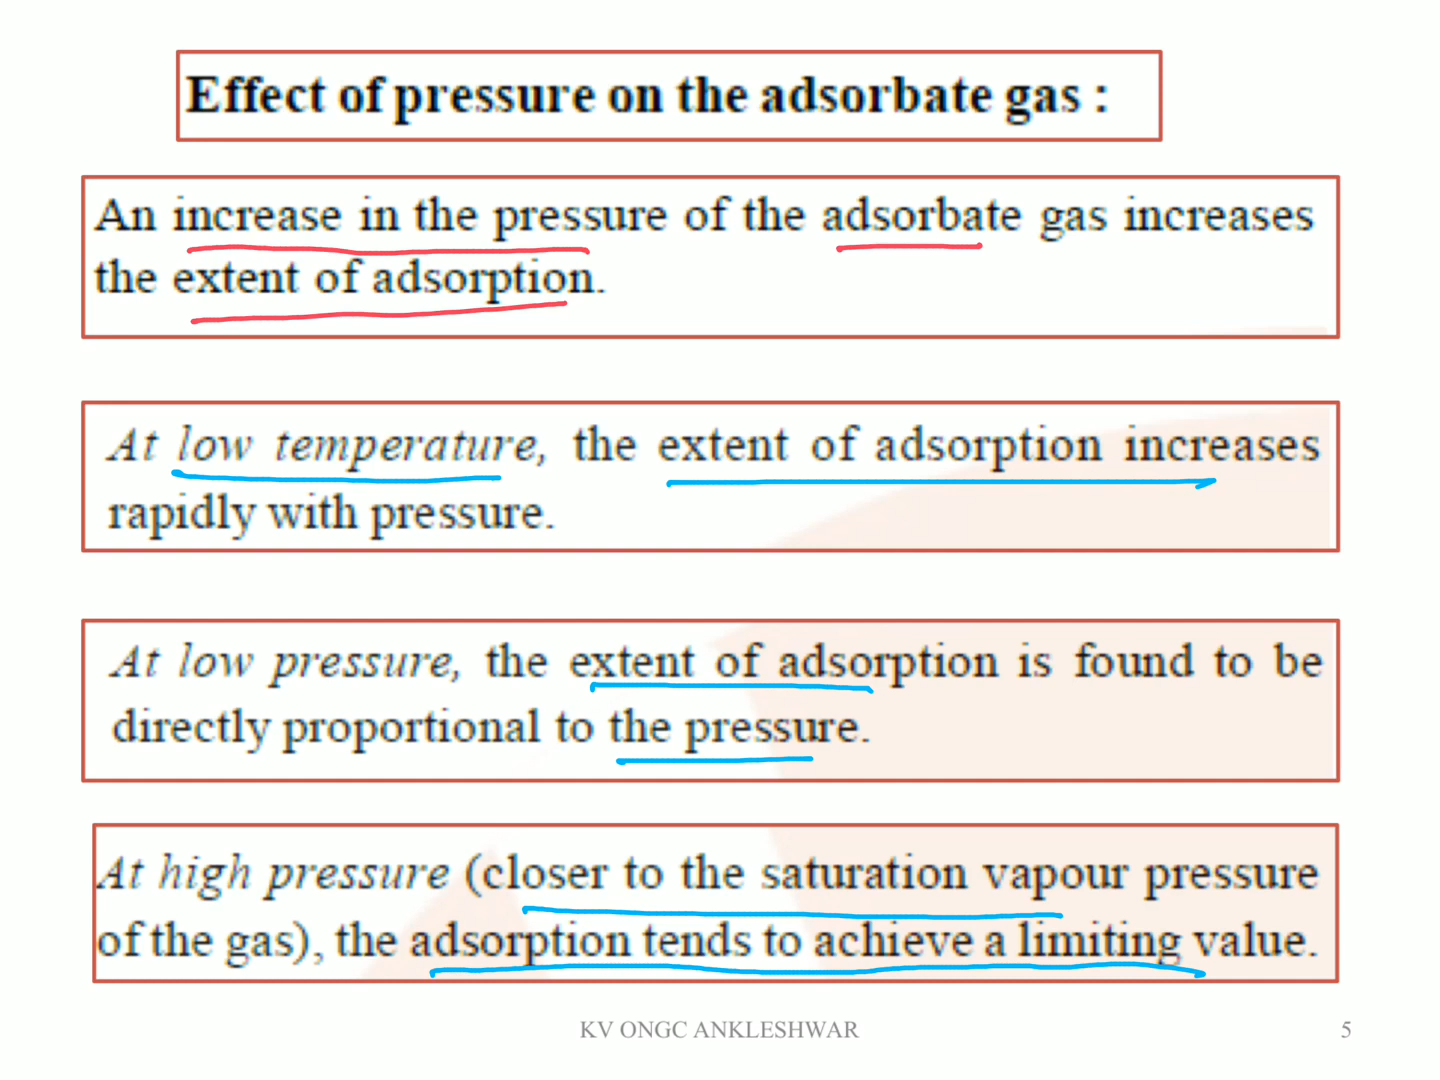 Effect of pressure on the adsorbate gas :
An increase in the pressure of the adsorbate gas increases
the extent of adsorption.
At low temperature, the extent of adsorption increases
rapidly with pressure.
At low pressure, the extent of adsorption is found to be
directly proportional to the pressure.
At high pressure (closer to the saturation vapour pressure
of the gas), the adsorption tends to achieve a limiting value.
KV ONGC ANKLESHWAR
5